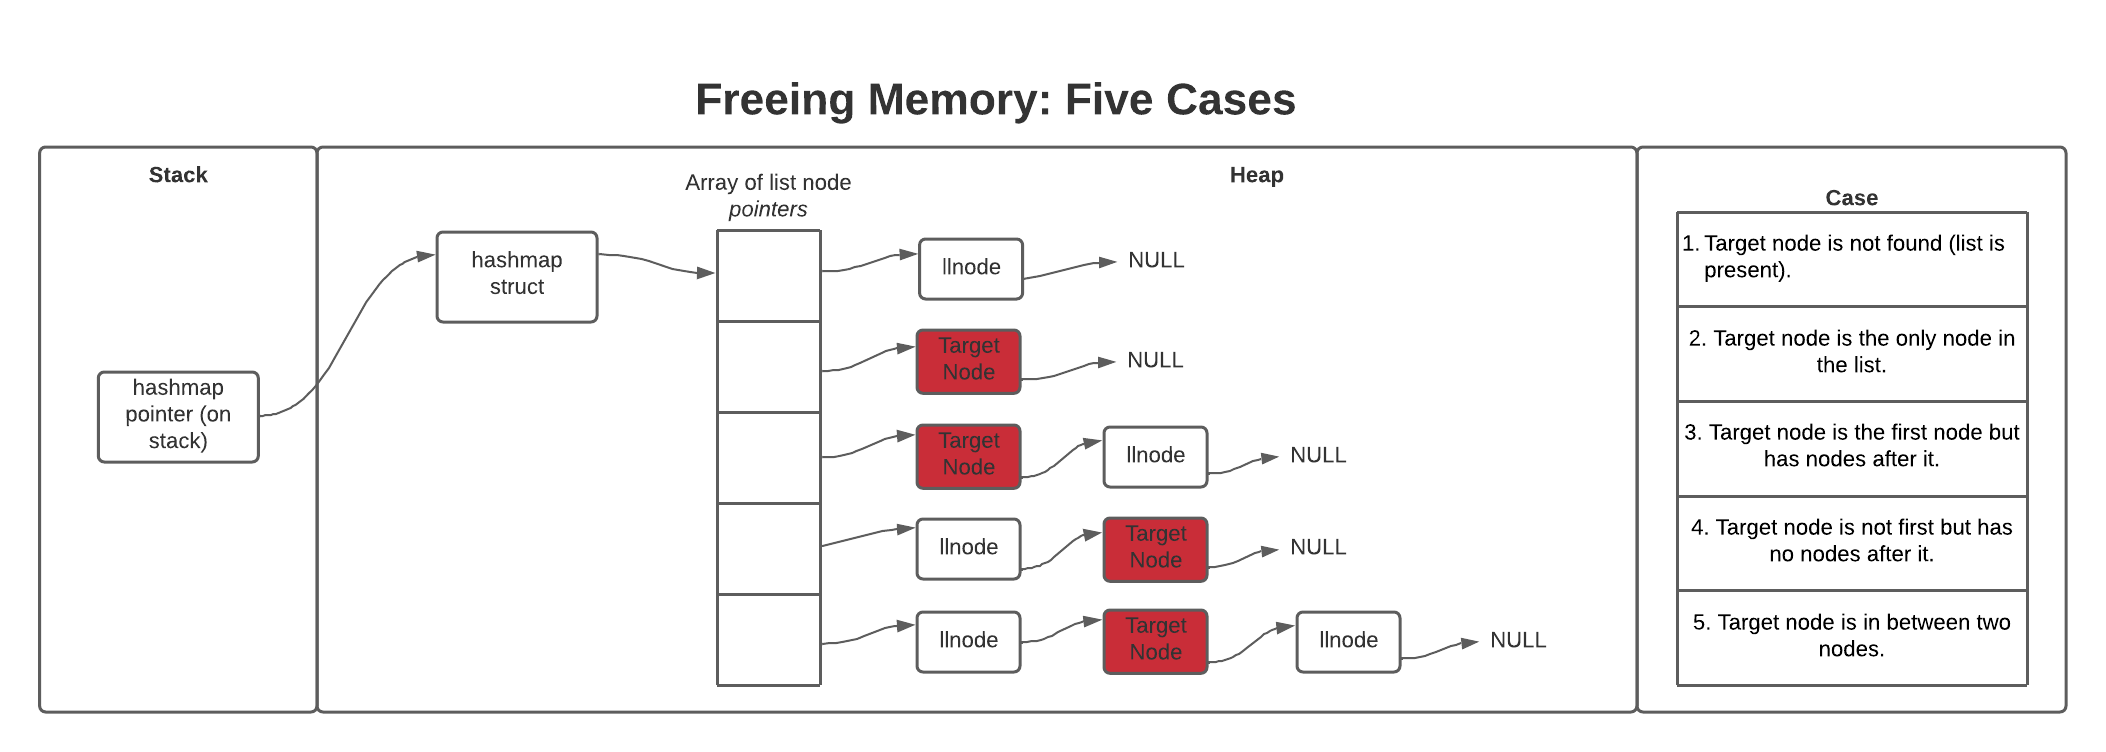 Freeing Memory: Five Cases
Stack
Heap
Case
Array of list node
pointers
hashmap
pointer (on
stack)
hashmap
struct
llnode
NULL
1. Target node is not found (list is
present).
Target
Node
NULL
2. Target node is the only node in
the list.
Target
Node
llnode
NULL
3. Target node is the first node but
has nodes after it.
llnode
Target
Node
NULL
4. Target node is not first but has
no nodes after it.
llnode
Target
Node
llnode
NULL
5. Target node is in between two
nodes.